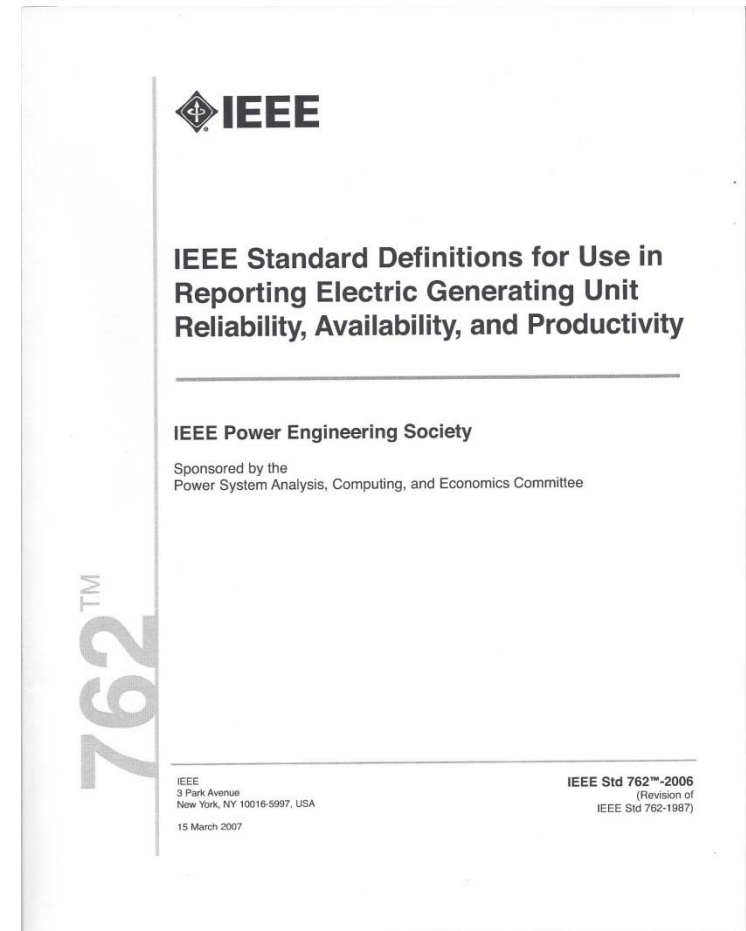 IEEE
IEEE Standard Definitions for Use in
Reporting Electric Generating Unit
Reliability, Availability, and Productivity
IEEE Power Engineering Society
Sponsored by the
Power System Analysis, Computing, and Economics Committee
762™
IEEE
3 Park Avenue
New York, NY 10016-5997, USA
15 March 2007
IEEE Std 762™-2006
(Revision of
IEEE Std 762-1987)